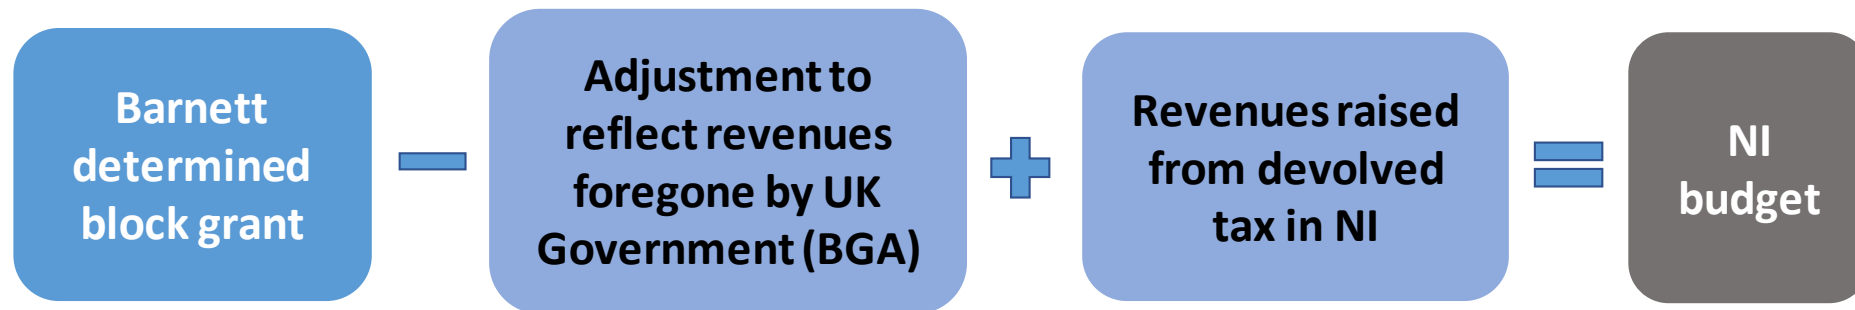 Barnett
determined
block grant
Adjustment to
reflect revenues
foregone by UK
Government (BGA)
Revenues raised
from devolved
tax in NI
NI
budget